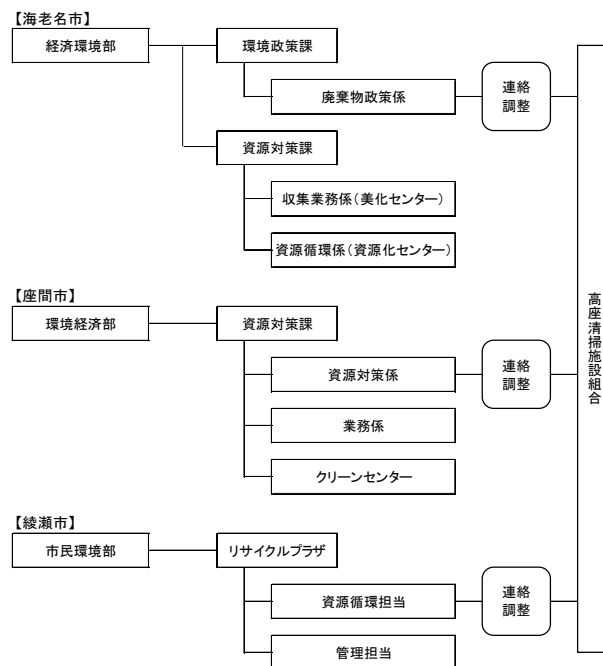 【海老名市】
経済環境部
環境政策課
廃棄物政策係
連絡
調整
資源対策課
収集業務係(美化センター)
資源循環係(資源化センター)
【座間市】
環境経済部
資源対策課
資源対策係
連絡
調整
業務係
クリーンセンター
【綾瀬市】
市民環境部
リサイクルプラザ
資源循環担当
連絡
調整
管理担当
高座清掃施設組合